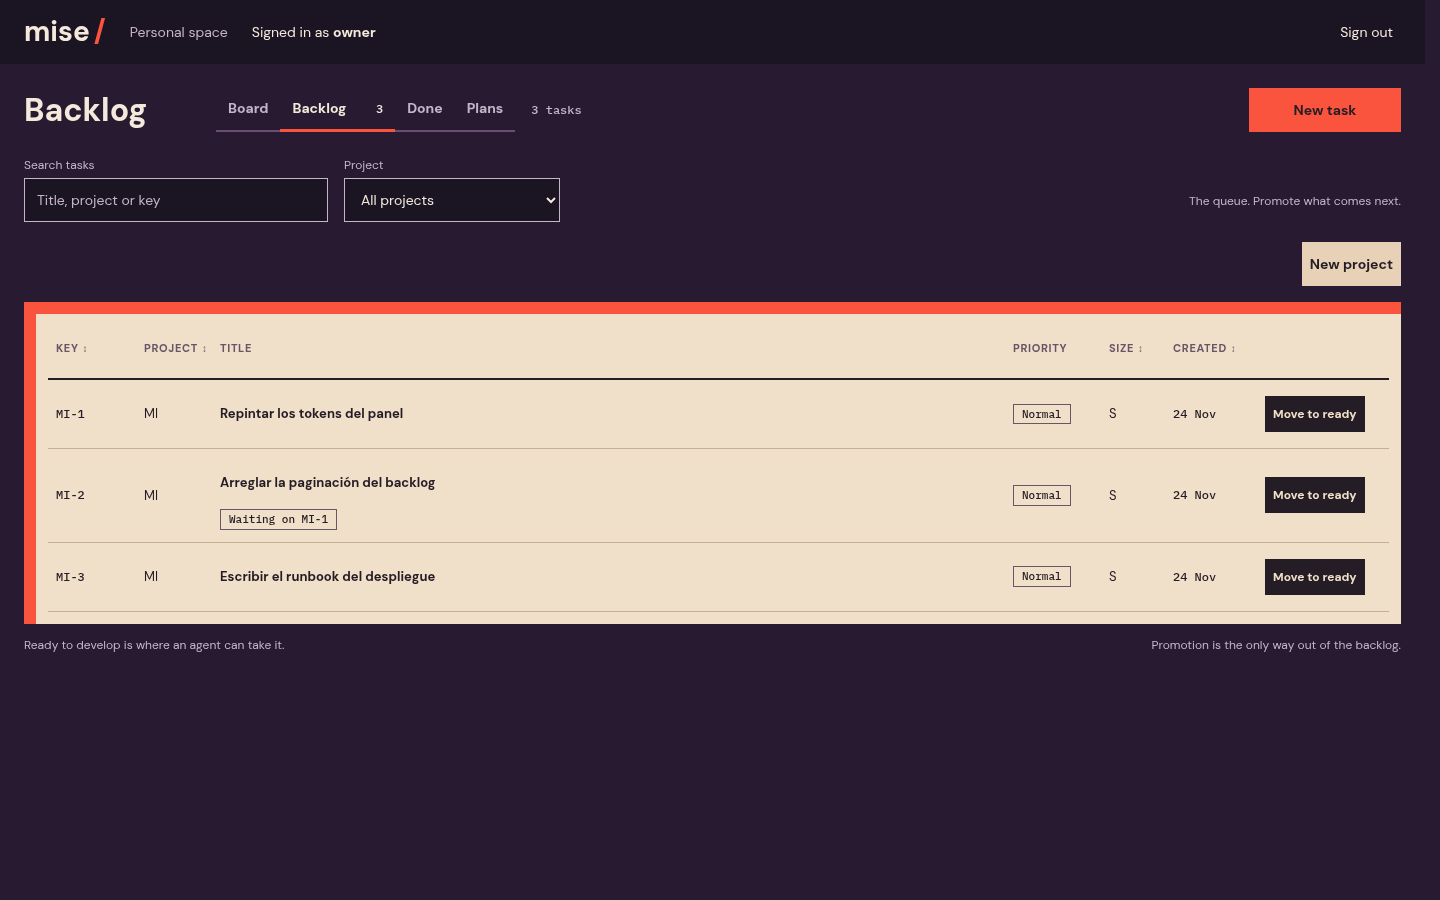 mise/ Personal space Signed in as owner Sign out
Backlog Board Backlog 3 Done Plans 3 tasks New task
Search tasks Project
Title, project or key All projects The queue. Promote what comes next.
New project
KEY ↕ PROJECT ↕ TITLE PRIORITY SIZE ↕ CREATED ↕
MI-1 MI Repintar los tokens del panel Normal S 24 Nov Move to ready
MI-2 MI Arreglar la paginación del backlog Normal S 24 Nov Move to ready
Waiting on MI-1
MI-3 MI Escribir el runbook del despliegue Normal S 24 Nov Move to ready
Ready to develop is where an agent can take it. Promotion is the only way out of the backlog.